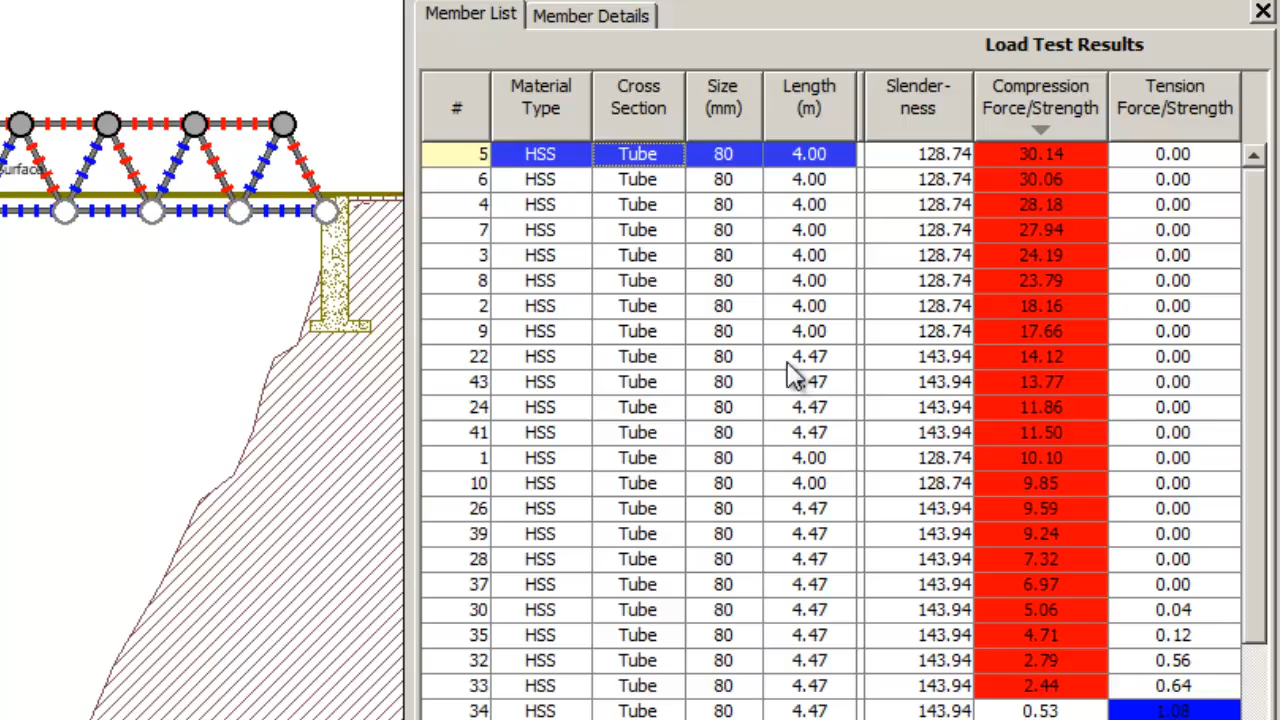 Member List Member Details
Load Test Results
# Material Type Cross Section Size (mm) Length (m) Slender-ness Compression Force/Strength Tension Force/Strength
5 HSS Tube 80 4.00 128.74 30.14 0.00
6 HSS Tube 80 4.00 128.74 30.06 0.00
4 HSS Tube 80 4.00 128.74 28.18 0.00
7 HSS Tube 80 4.00 128.74 27.94 0.00
3 HSS Tube 80 4.00 128.74 24.19 0.00
8 HSS Tube 80 4.00 128.74 23.79 0.00
2 HSS Tube 80 4.00 128.74 18.16 0.00
9 HSS Tube 80 4.00 128.74 17.66 0.00
22 HSS Tube 80 4.47 143.94 14.12 0.00
43 HSS Tube 80 4.47 143.94 13.77 0.00
24 HSS Tube 80 4.47 143.94 11.86 0.00
41 HSS Tube 80 4.47 143.94 11.50 0.00
1 HSS Tube 80 4.00 128.74 10.10 0.00
10 HSS Tube 80 4.00 128.74 9.85 0.00
26 HSS Tube 80 4.47 143.94 9.59 0.00
39 HSS Tube 80 4.47 143.94 9.24 0.00
28 HSS Tube 80 4.47 143.94 7.32 0.00
37 HSS Tube 80 4.47 143.94 6.97 0.00
30 HSS Tube 80 4.47 143.94 5.06 0.04
35 HSS Tube 80 4.47 143.94 4.71 0.12
32 HSS Tube 80 4.47 143.94 2.79 0.56
33 HSS Tube 80 4.47 143.94 2.44 0.64
34 HSS Tube 80 4.47 143.94 0.53 1.08